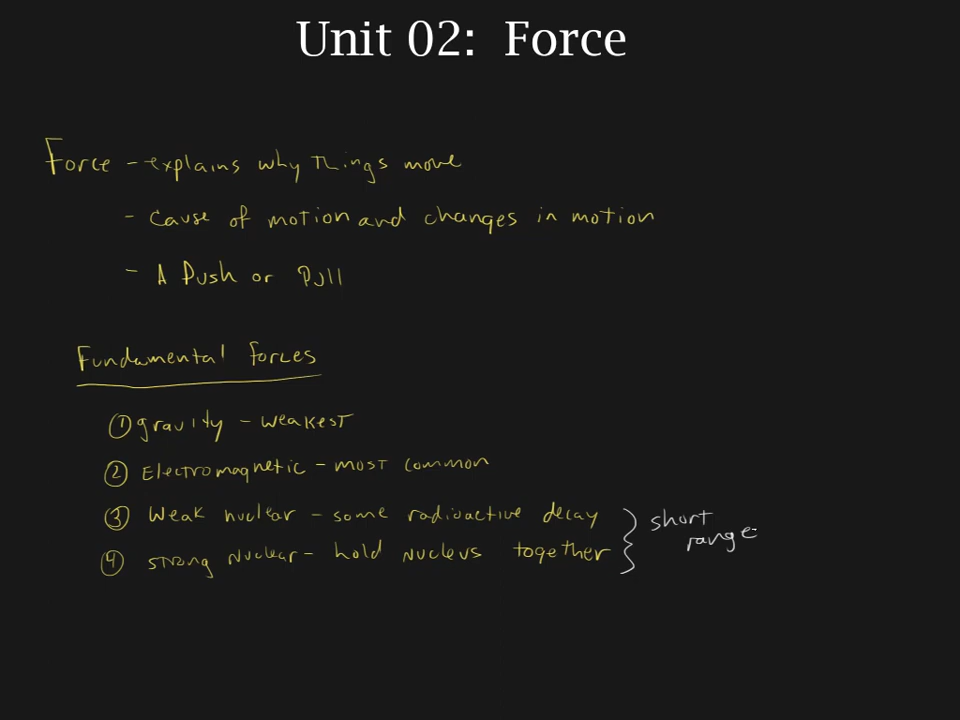 Unit 02: Force
Force - explains why things move
- cause of motion and changes in motion
- A Push or Pull
Fundamental Forces
① gravity - weakest
② Electromagnetic - most common
③ Weak nuclear - some radioactive decay
④ strong Nuclear - hold nucleus together
short
range